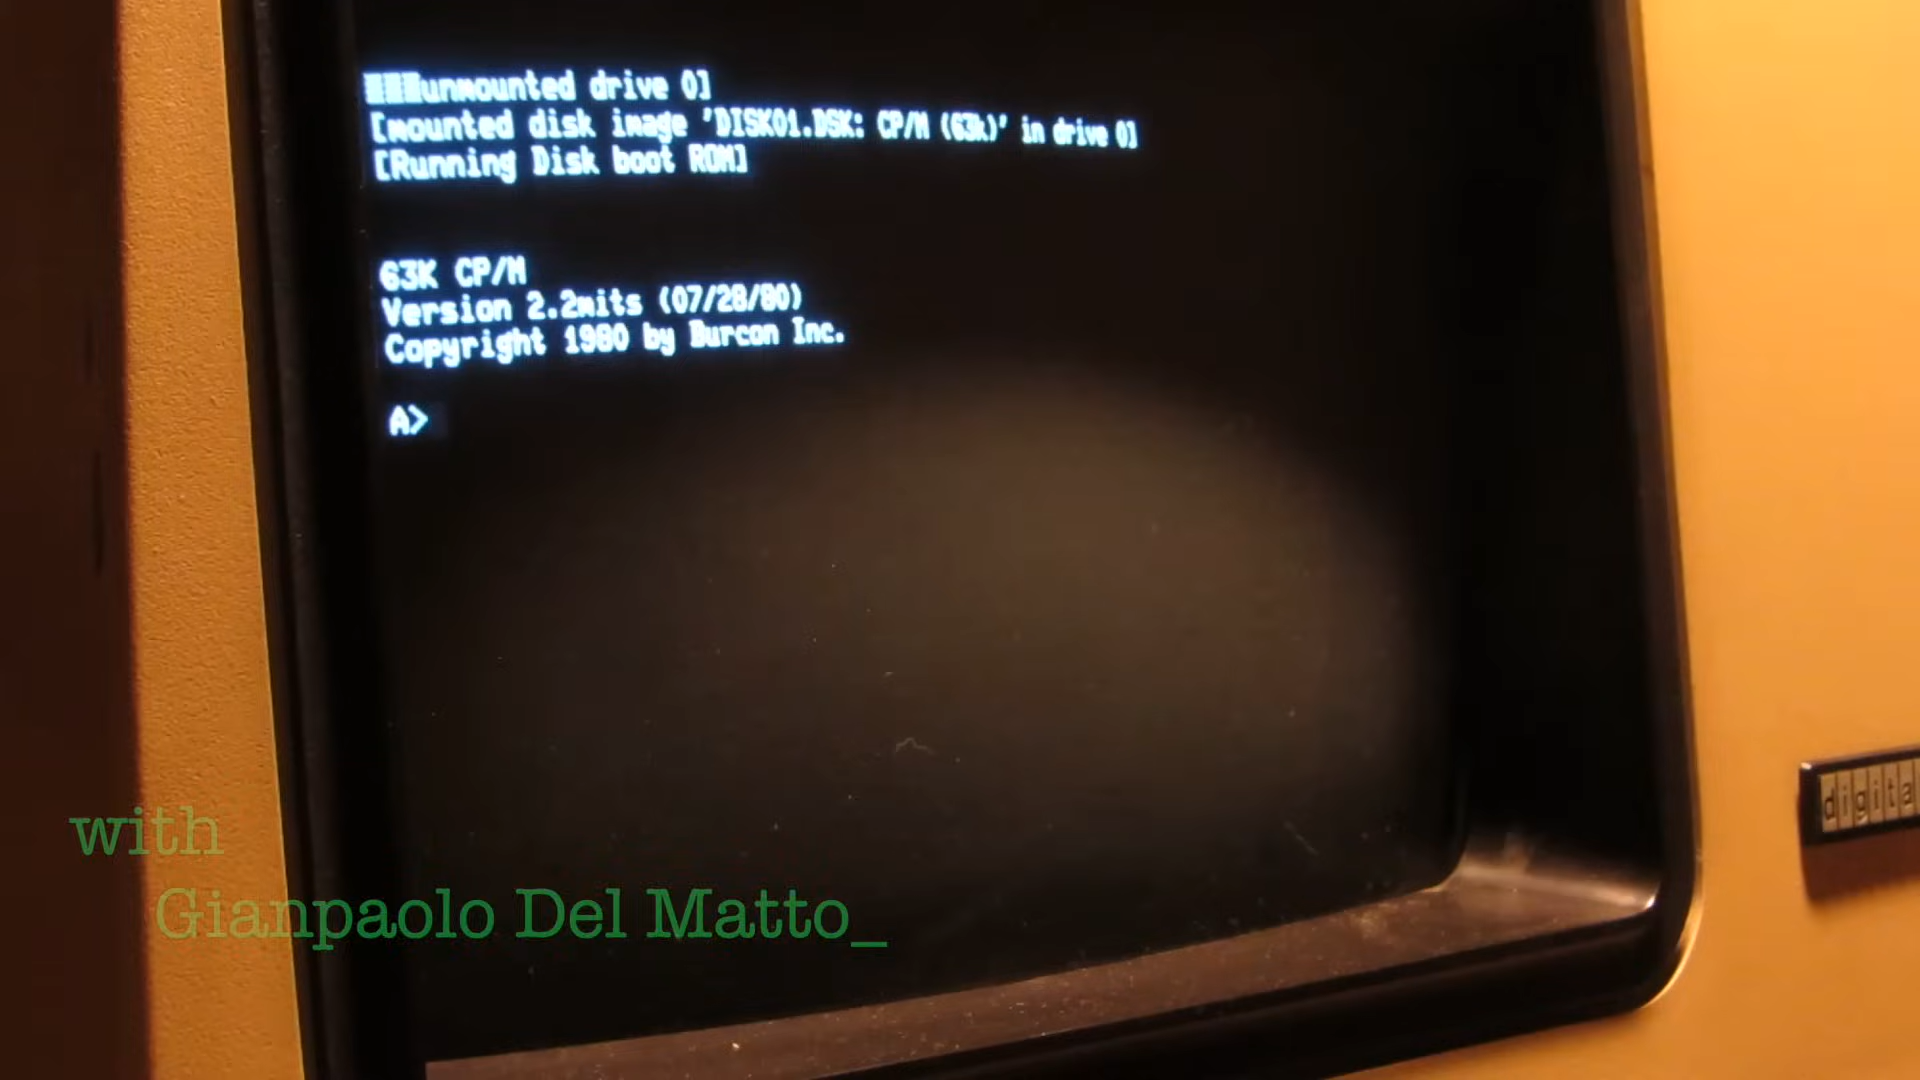 unmounted drive 0]
[mounted disk image 'DISK01.DSK: CP/M (63k)' in drive 0]
[Running Disk boot ROM]
63K CP/M
Version 2.2mits (07/28/80)
Copyright 1980 by Burcon Inc.
A>
digita
with
Gianpaolo Del Matto_